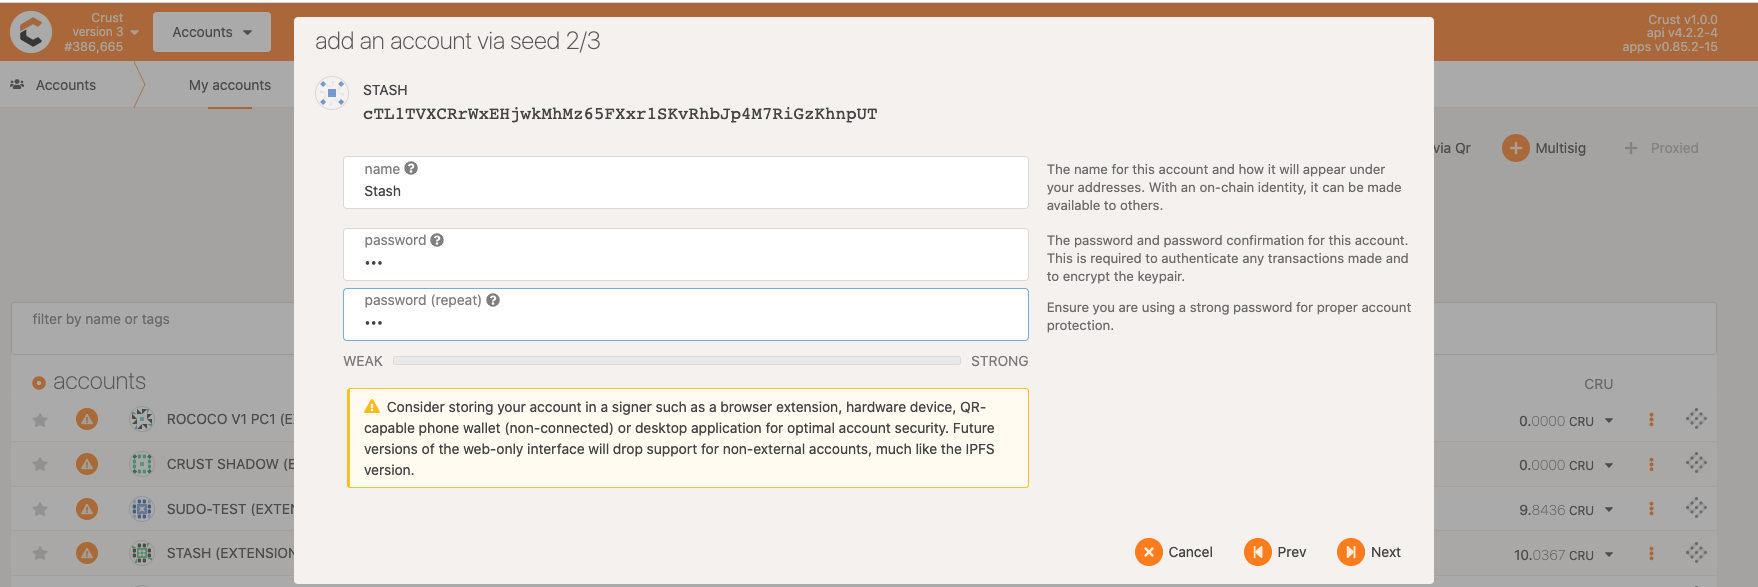 Crust
version 3
#386,665
Accounts
Crust v1.0.0
api v4.2.2-4
apps v0.85.2-15
Accounts
My accounts
add an account via seed 2/3
STASH
cTL1TVXCRrWxEHjwkMhMz65FXxr1SKvRhbJp4M7RiGzKhnpUT
via Qr
Multisig
Proxied
name
Stash
The name for this account and how it will appear under
your addresses. With an on-chain identity, it can be made
available to others.
password
•••
The password and password confirmation for this account.
This is required to authenticate any transactions made and
to encrypt the keypair.
password (repeat)
•••
Ensure you are using a strong password for proper account
protection.
WEAK
STRONG
Consider storing your account in a signer such as a browser extension, hardware device, QR-
capable phone wallet (non-connected) or desktop application for optimal account security. Future
versions of the web-only interface will drop support for non-external accounts, much like the IPFS
version.
Cancel
Prev
Next
filter by name or tags
accounts
CRU
ROCOCO V1 PC1 (E
0.0000 CRU
CRUST SHADOW (E
0.0000 CRU
SUDO-TEST (EXTEN
9.8436 CRU
STASH (EXTENSION
10.0367 CRU